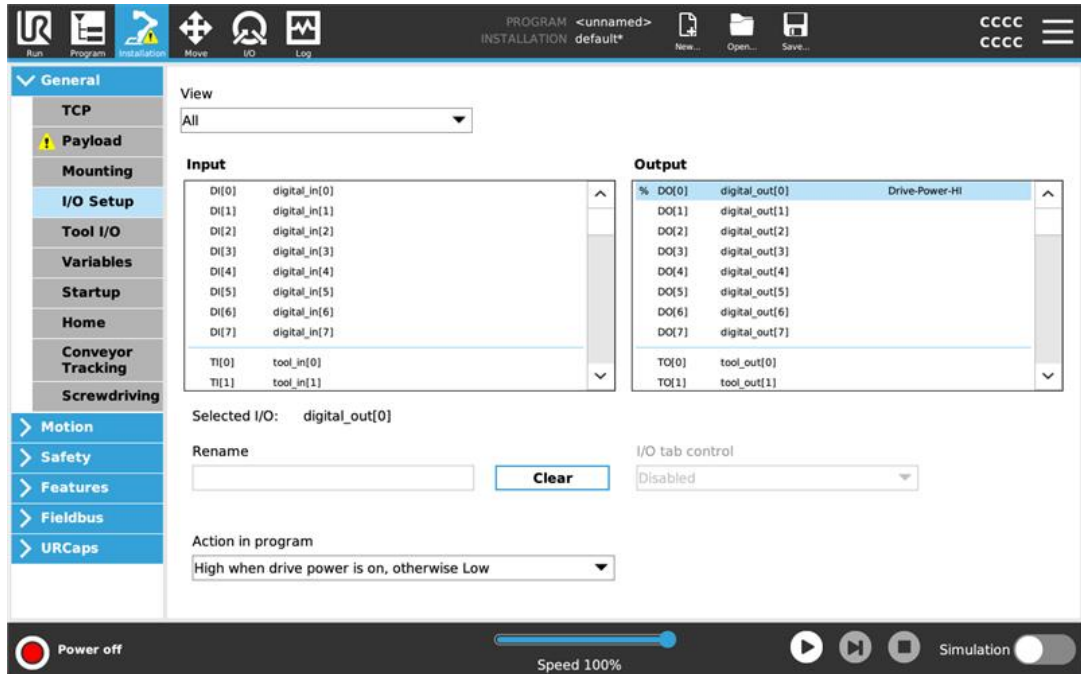 UR
PROGRAM <unnamed>
INSTALLATION default*
cccc
cccc
Run Program Installation Move I/O Log New... Open... Save...
General
TCP
Payload
Mounting
I/O Setup
Tool I/O
Variables
Startup
Home
Conveyor
Tracking
Screwdriving
Motion
Safety
Features
Fieldbus
URCaps
View
All
Input
DI[0] digital_in[0]
DI[1] digital_in[1]
DI[2] digital_in[2]
DI[3] digital_in[3]
DI[4] digital_in[4]
DI[5] digital_in[5]
DI[6] digital_in[6]
DI[7] digital_in[7]
TI[0] tool_in[0]
TI[1] tool_in[1]
Output
% DO[0] digital_out[0] Drive-Power-HI
DO[1] digital_out[1]
DO[2] digital_out[2]
DO[3] digital_out[3]
DO[4] digital_out[4]
DO[5] digital_out[5]
DO[6] digital_out[6]
DO[7] digital_out[7]
TO[0] tool_out[0]
TO[1] tool_out[1]
Selected I/O: digital_out[0]
Rename
Clear
I/O tab control
Disabled
Action in program
High when drive power is on, otherwise Low
Power off
Speed 100%
Simulation